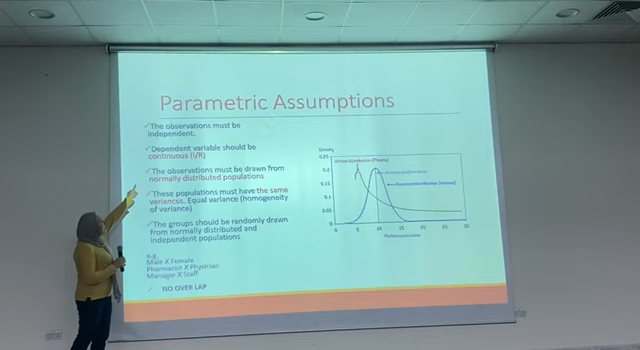 Parametric Assumptions
✓The observations must be
independent.
✓Dependent variable should be
continuous (I/R)
✓The observations must be drawn from
normally distributed populations
✓These populations must have the same
variances. Equal variance (homogeneity
of variance)
✓The groups should be randomly drawn
from normally distributed and
independent populations
e.g.
Male X Female
Pharmacist X Physician
Manager X Staff
✓ NO OVER LAP
Density
0.25
0.2
0.15
0.1
0.05
0
0 5 10 15 20 25 30